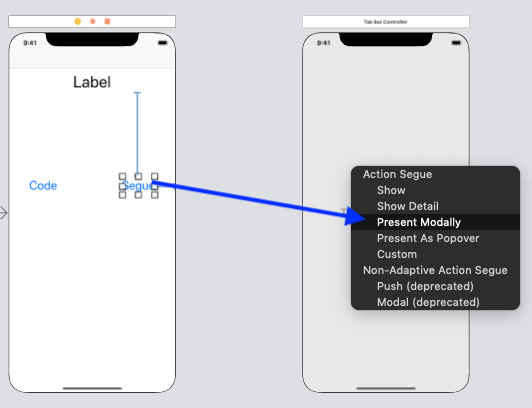 Tab Bar Controller
9:41
9:41
Label
Code
Segue
Action Segue
Show
Show Detail
Present Modally
Present As Popover
Custom
Non-Adaptive Action Segue
Push (deprecated)
Modal (deprecated)